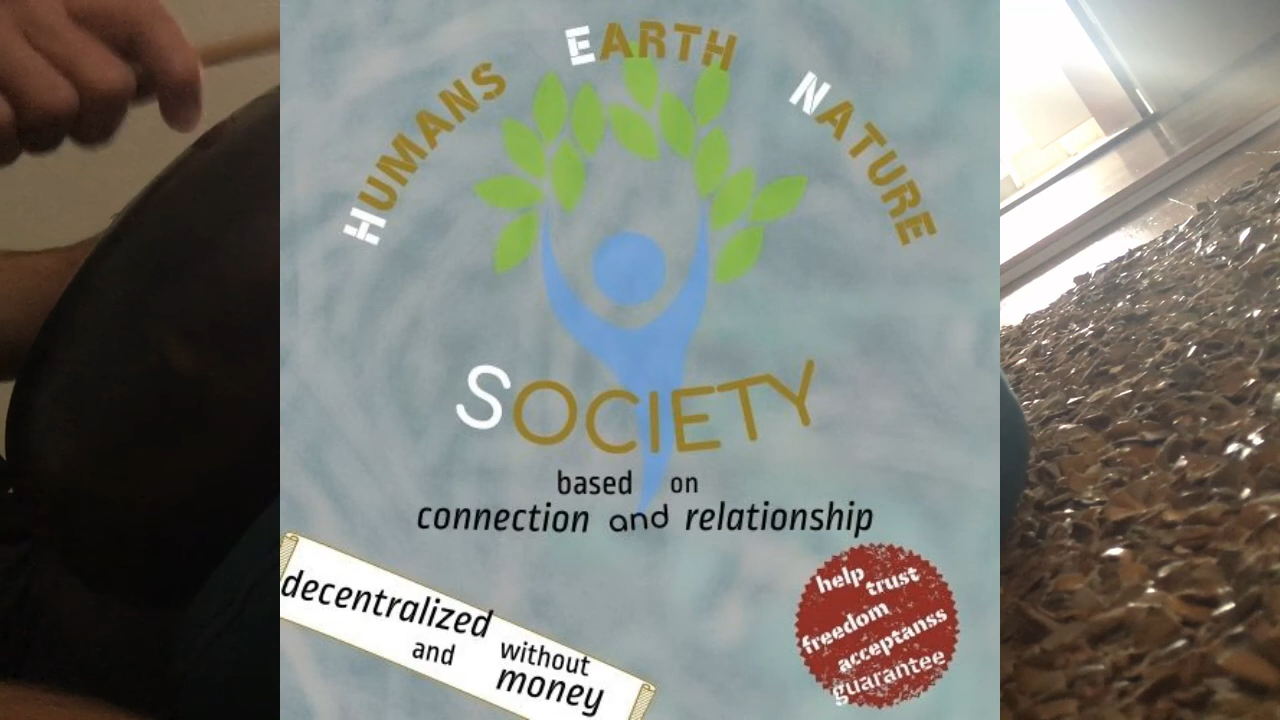 HUMANS EARTH NATURE
SOCIETY
based on
connection and relationship
decentralized
and without
money
help
trust
freedom
acceptanss
guarantee